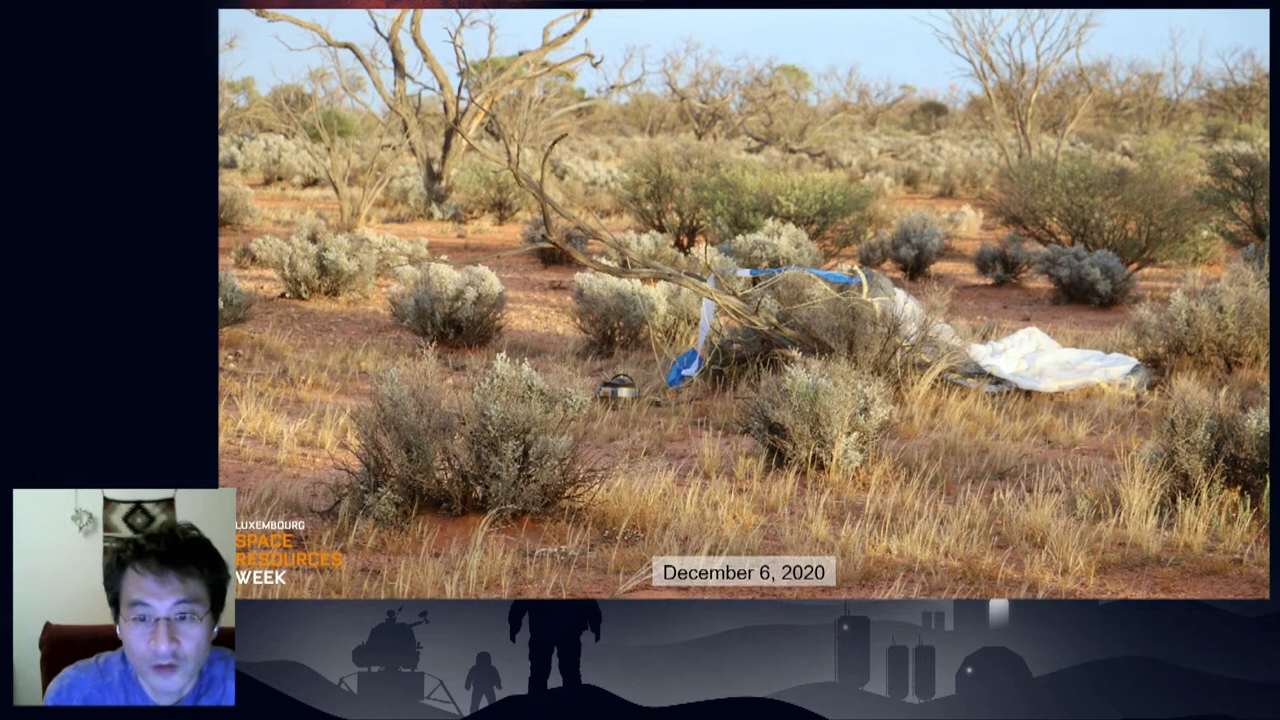 LUXEMBOURG
SPACE
RESOURCES
WEEK
December 6, 2020